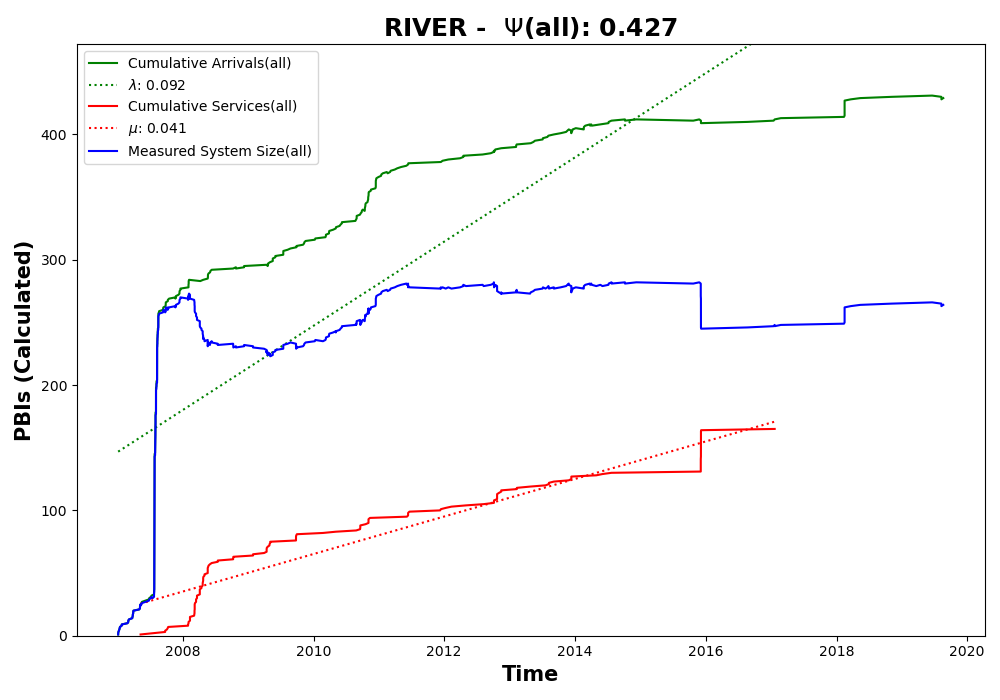 RIVER - Ψ(all): 0.427
Cumulative Arrivals(all)
λ: 0.092
Cumulative Services(all)
μ: 0.041
Measured System Size(all)
PBIs (Calculated)
400
300
200
100
0
2008 2010 2012 2014 2016 2018 2020
Time